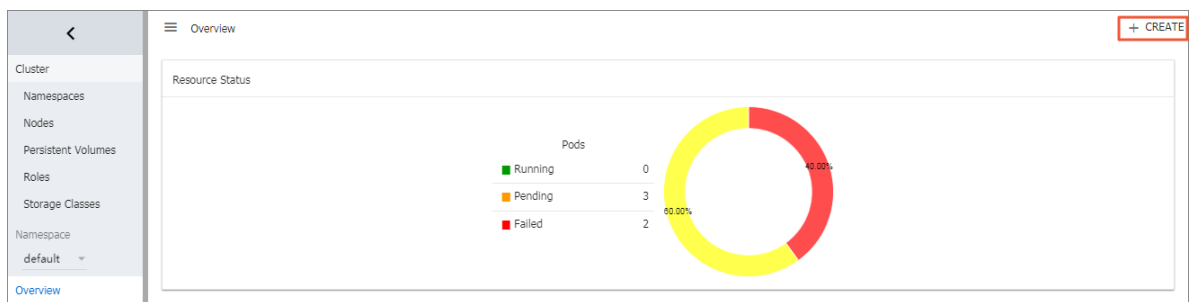 Overview
+ CREATE
Cluster
Namespaces
Nodes
Persistent Volumes
Roles
Storage Classes
Namespace
default
Overview
Resource Status
Pods
Running 0
Pending 3
Failed 2
40.00%
60.00%